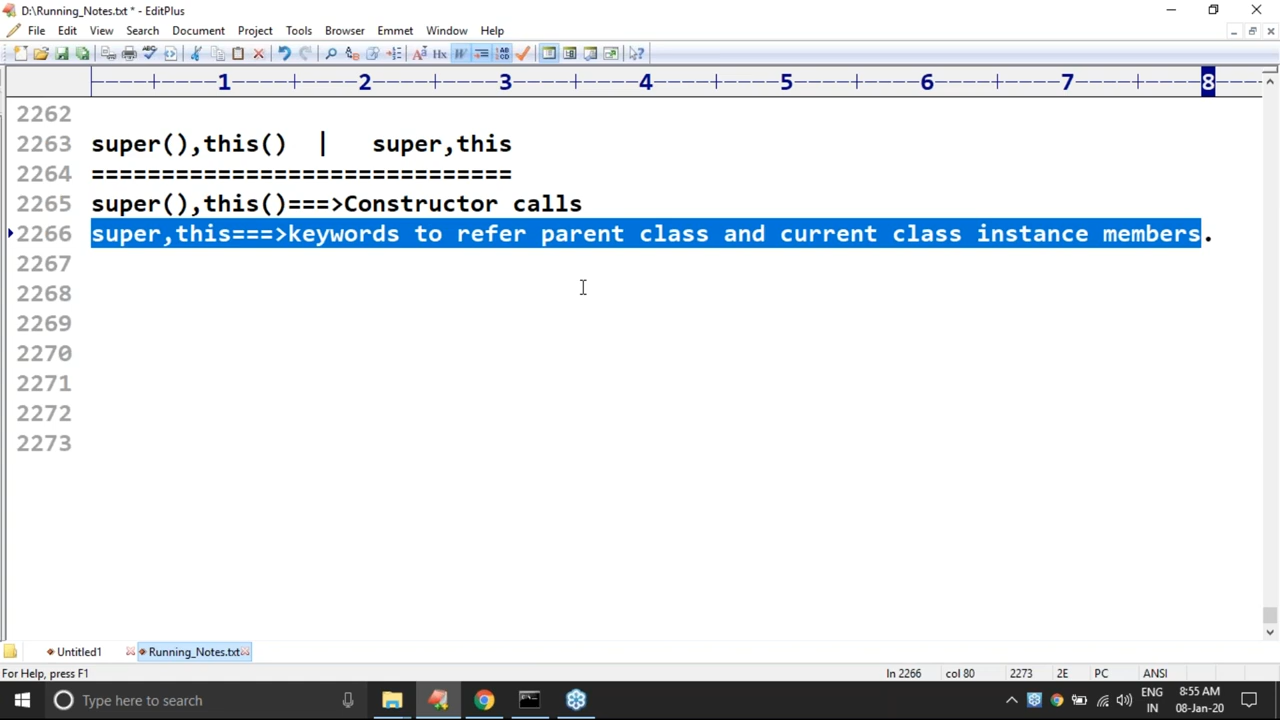 D:\Running_Notes.txt * - EditPlus
File Edit View Search Document Project Tools Browser Emmet Window Help
1 2 3 4 5 6 7 8
2262
2263 super(),this() | super,this
2264 ==============================
2265 super(),this()===>Constructor calls
2266 super,this===>keywords to refer parent class and current class instance members.
2267
2268
2269
2270
2271
2272
2273
Untitled1 Running_Notes.txt
For Help, press F1 ln 2266 col 80 2273 2E PC ANSI
Type here to search ENG IN 8:55 AM 08-Jan-20